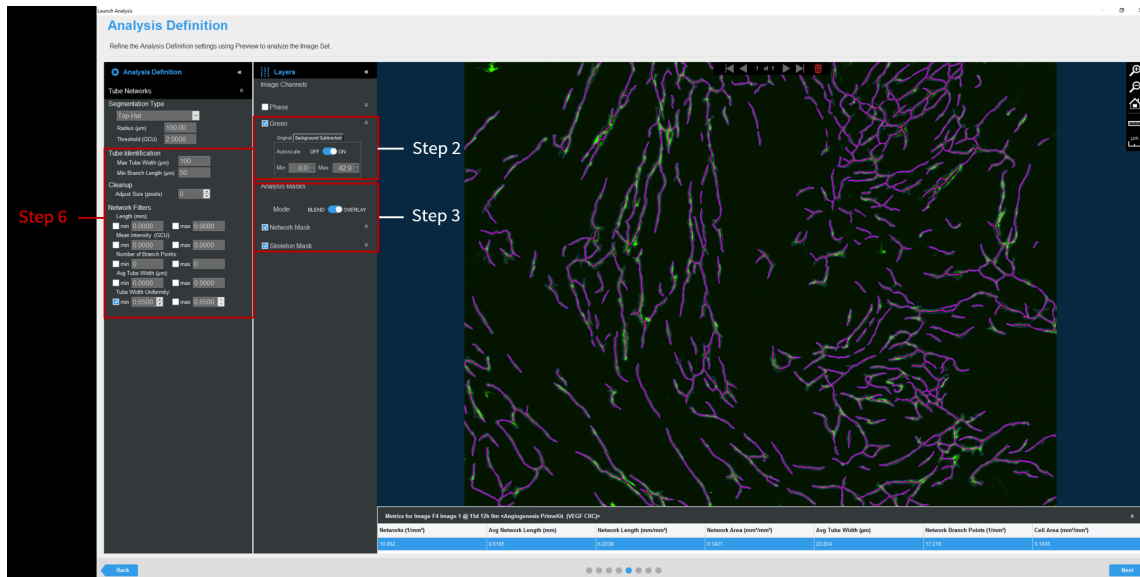 Launch Analysis
Analysis Definition
Refine the Analysis Definition settings using Preview to analyze the Image Set.
Analysis Definition
Tube Networks
Segmentation Type
Top-Hat
Radius (µm) 100.00
Threshold (GCU) 2.0000
Tube Identification
Max Tube Width (µm) 100
Min Branch Length (µm) 50
Cleanup
Adjust Size (pixels) 0
Network Filters
Length (mm):
min 0.0000 max 0.0000
Mean Intensity: (GCU)
min 0.0000 max 0.0000
Number of Branch Points:
min 0 max 0
Avg Tube Width (µm)
min 0.0000 max 0.0000
Tube Width Uniformity:
min 0.6500 max 0.6500
Step 6
Layers
Image Channels
Phase
Green
Original Background Subtracted
Autoscale OFF ON
Min 0.0 Max 42.9
Analysis Masks
Mode BLEND OVERLAY
Network Mask
Skeleton Mask
Step 2
Step 3
1 of 1
Metrics for Image F4 Image 1 @ 15d 12h 0m <Angiogenesis PrimeKit (VEGF CRC)>
Networks (1/mm²) Avg Network Length (mm) Network Length (mm/mm²) Network Area (mm²/mm²) Avg Tube Width (µm) Network Branch Points (1/mm²) Cell Area (mm²/mm²)
0.6185 6.2238 0.1421 22.834 17.219 0.1436
Back
Next